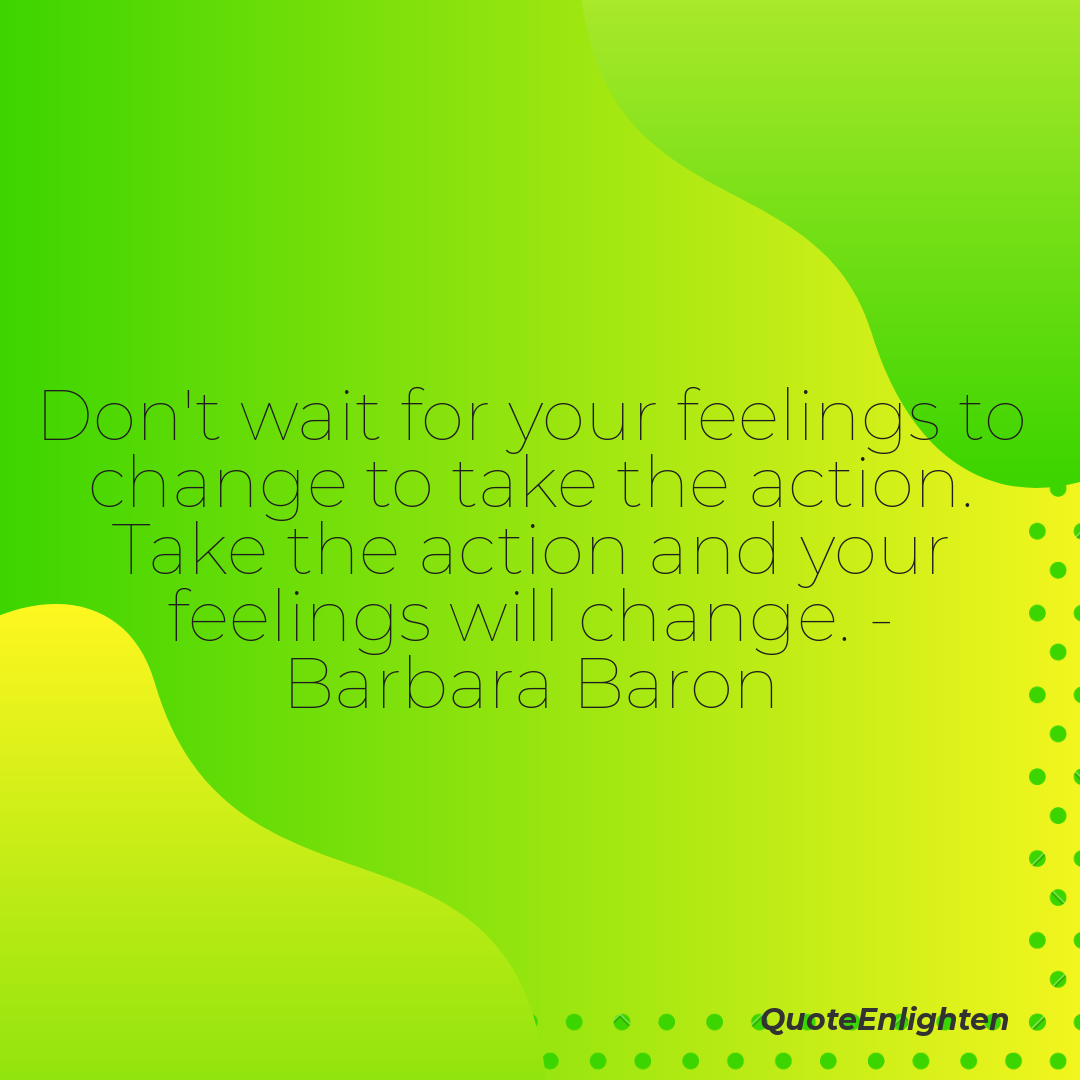 Don't wait for your feelings to
change to take the action.
Take the action and your
feelings will change. -
Barbara Baron
QuoteEnlighten